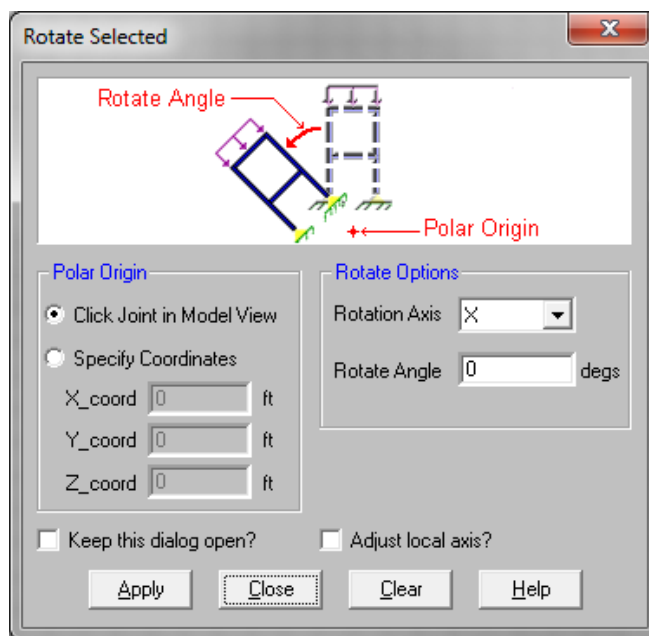 Rotate Selected
Rotate Angle
Polar Origin
Polar Origin
Click Joint in Model View
Specify Coordinates
X_coord 0 ft
Y_coord 0 ft
Z_coord 0 ft
Rotate Options
Rotation Axis X
Rotate Angle 0 degs
Keep this dialog open? Adjust local axis?
Apply Close Clear Help